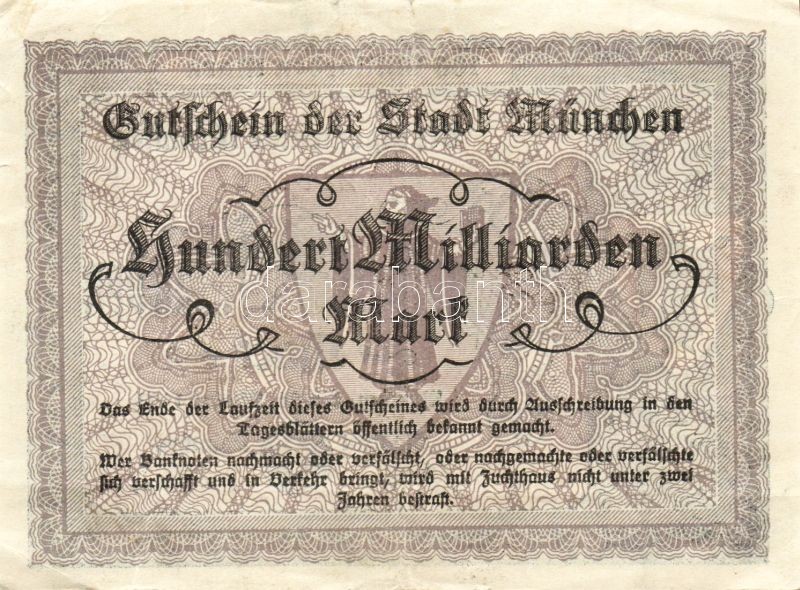 Gutschein der Stadt München
Hundert Milliarden
Mark
darabanth
Das Ende der Laufzeit dieses Gutscheines wird durch Ausschreibung in den
Tagesblättern öffentlich bekannt gemacht.
Wer Banknoten nachmacht oder verfälscht, oder nachgemachte oder verfälschte
sich verschafft und in Verkehr bringt, wird mit Zuchthaus nicht unter zwei
Jahren bestraft.